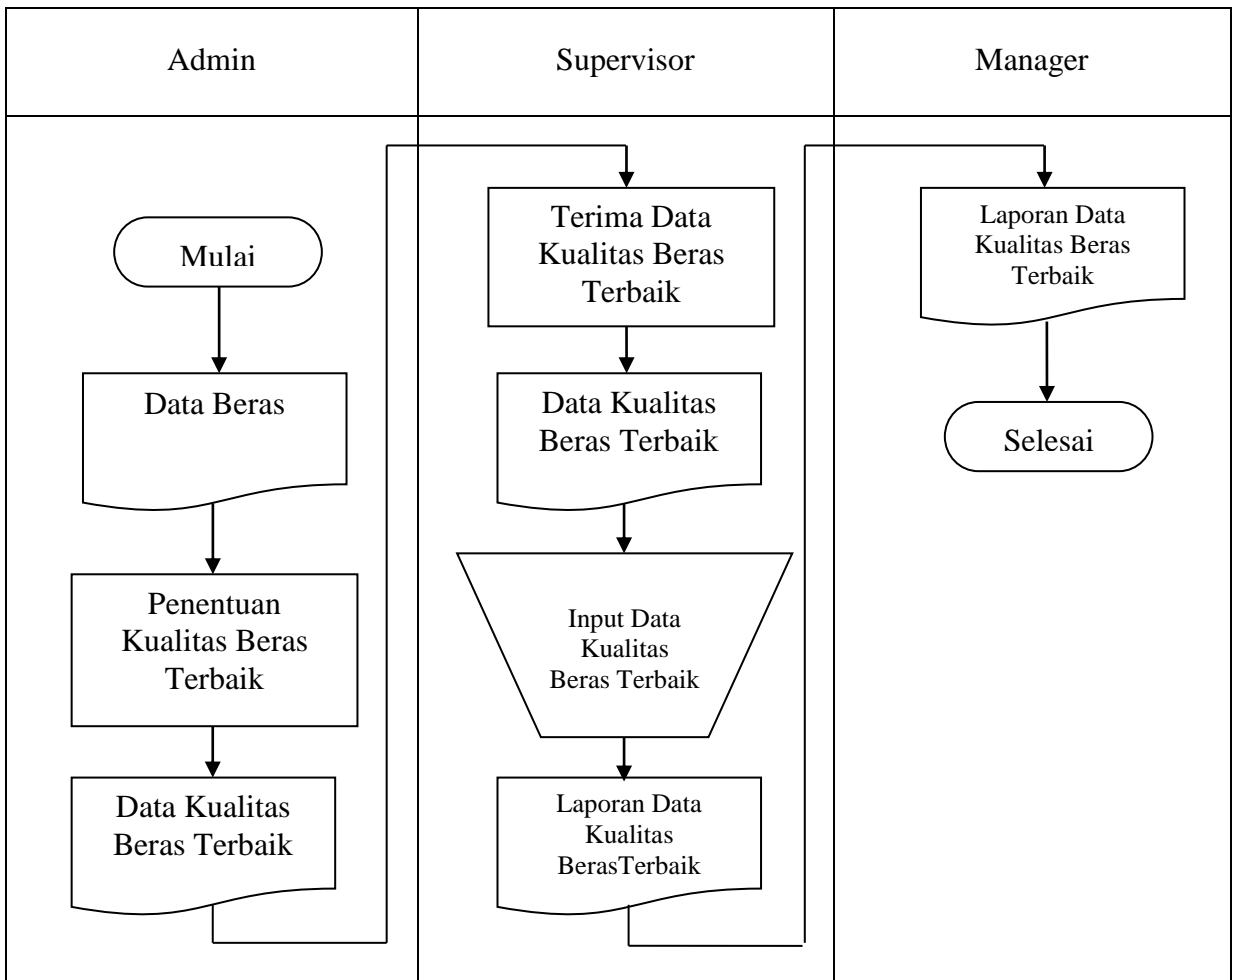 Admin
Supervisor
Manager
Mulai
Data Beras
Penentuan
Kualitas Beras
Terbaik
Data Kualitas
Beras Terbaik
Terima Data
Kualitas Beras
Terbaik
Data Kualitas
Beras Terbaik
Input Data
Kualitas
Beras Terbaik
Laporan Data
Kualitas
BerasTerbaik
Laporan Data
Kualitas Beras
Terbaik
Selesai